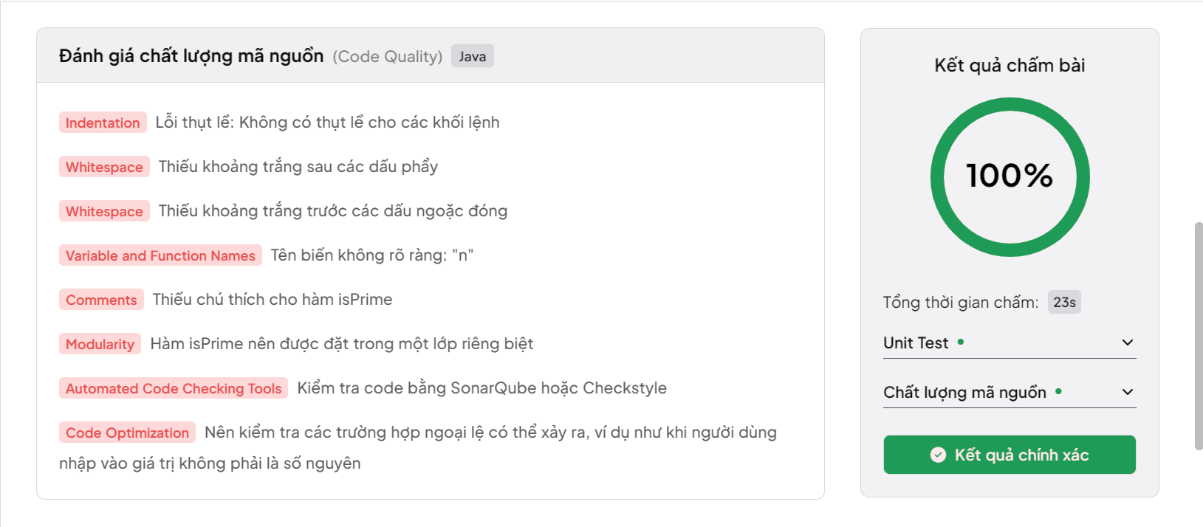 Đánh giá chất lượng mã nguồn (Code Quality) Java
Indentation Lỗi thụt lề: Không có thụt lề cho các khối lệnh
Whitespace Thiếu khoảng trắng sau các dấu phẩy
Whitespace Thiếu khoảng trắng trước các dấu ngoặc đóng
Variable and Function Names Tên biến không rõ ràng: "n"
Comments Thiếu chú thích cho hàm isPrime
Modularity Hàm isPrime nên được đặt trong một lớp riêng biệt
Automated Code Checking Tools Kiểm tra code bằng SonarQube hoặc Checkstyle
Code Optimization Nên kiểm tra các trường hợp ngoại lệ có thể xảy ra, ví dụ như khi người dùng
nhập vào giá trị không phải là số nguyên
Kết quả chấm bài
100%
Tổng thời gian chấm: 23s
Unit Test
Chất lượng mã nguồn
Kết quả chính xác